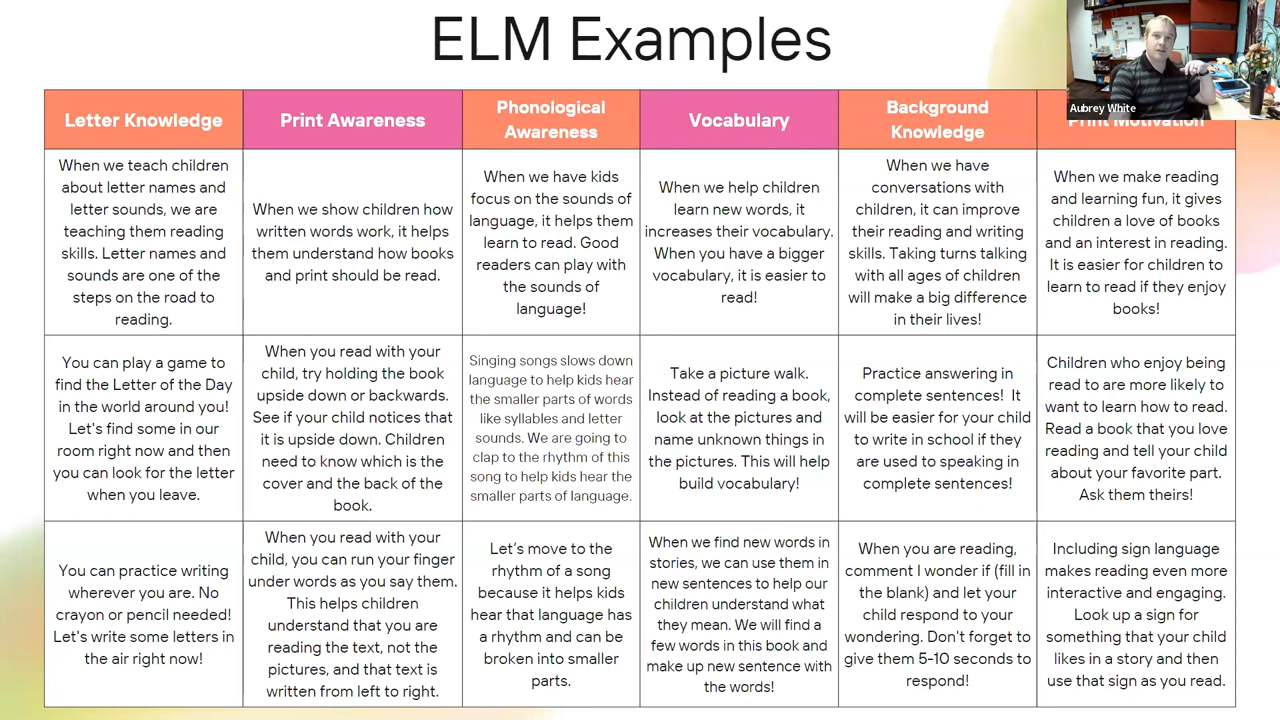 ELM Examples
Aubrey White
Letter Knowledge
Print Awareness
Phonological
Awareness
Vocabulary
Background
Knowledge
Print Motivation
When we teach children
about letter names and
letter sounds, we are
teaching them reading
skills. Letter names and
sounds are one of the
steps on the road to
reading.
When we show children how
written words work, it helps
them understand how books
and print should be read.
When we have kids
focus on the sounds of
language, it helps them
learn to read. Good
readers can play with
the sounds of
language!
When we help children
learn new words, it
increases their vocabulary.
When you have a bigger
vocabulary, it is easier to
read!
When we have
conversations with
children, it can improve
their reading and writing
skills. Taking turns talking
with all ages of children
will make a big difference
in their lives!
When we make reading
and learning fun, it gives
children a love of books
and an interest in reading.
It is easier for children to
learn to read if they enjoy
books!
You can play a game to
find the Letter of the Day
in the world around you!
Let's find some in our
room right now and then
you can look for the letter
when you leave.
When you read with your
child, try holding the book
upside down or backwards.
See if your child notices that
it is upside down. Children
need to know which is the
cover and the back of the
book.
Singing songs slows down
language to help kids hear
the smaller parts of words
like syllables and letter
sounds. We are going to
clap to the rhythm of this
song to help kids hear the
smaller parts of language.
Take a picture walk.
Instead of reading a book,
look at the pictures and
name unknown things in
the pictures. This will help
build vocabulary!
Practice answering in
complete sentences! It
will be easier for your child
to write in school if they
are used to speaking in
complete sentences!
Children who enjoy being
read to are more likely to
want to learn how to read.
Read a book that you love
reading and tell your child
about your favorite part.
Ask them theirs!
You can practice writing
wherever you are. No
crayon or pencil needed!
Let's write some letters in
the air right now!
When you read with your
child, you can run your finger
under words as you say them.
This helps children
understand that you are
reading the text, not the
pictures, and that text is
written from left to right.
Let's move to the
rhythm of a song
because it helps kids
hear that language has
a rhythm and can be
broken into smaller
parts.
When we find new words in
stories, we can use them in
new sentences to help our
children understand what
they mean. We will find a
few words in this book and
make up new sentence with
the words!
When you are reading,
comment I wonder if (fill in
the blank) and let your
child respond to your
wondering. Don't forget to
give them 5-10 seconds to
respond!
Including sign language
makes reading even more
interactive and engaging.
Look up a sign for
something that your child
likes in a story and then
use that sign as you read.